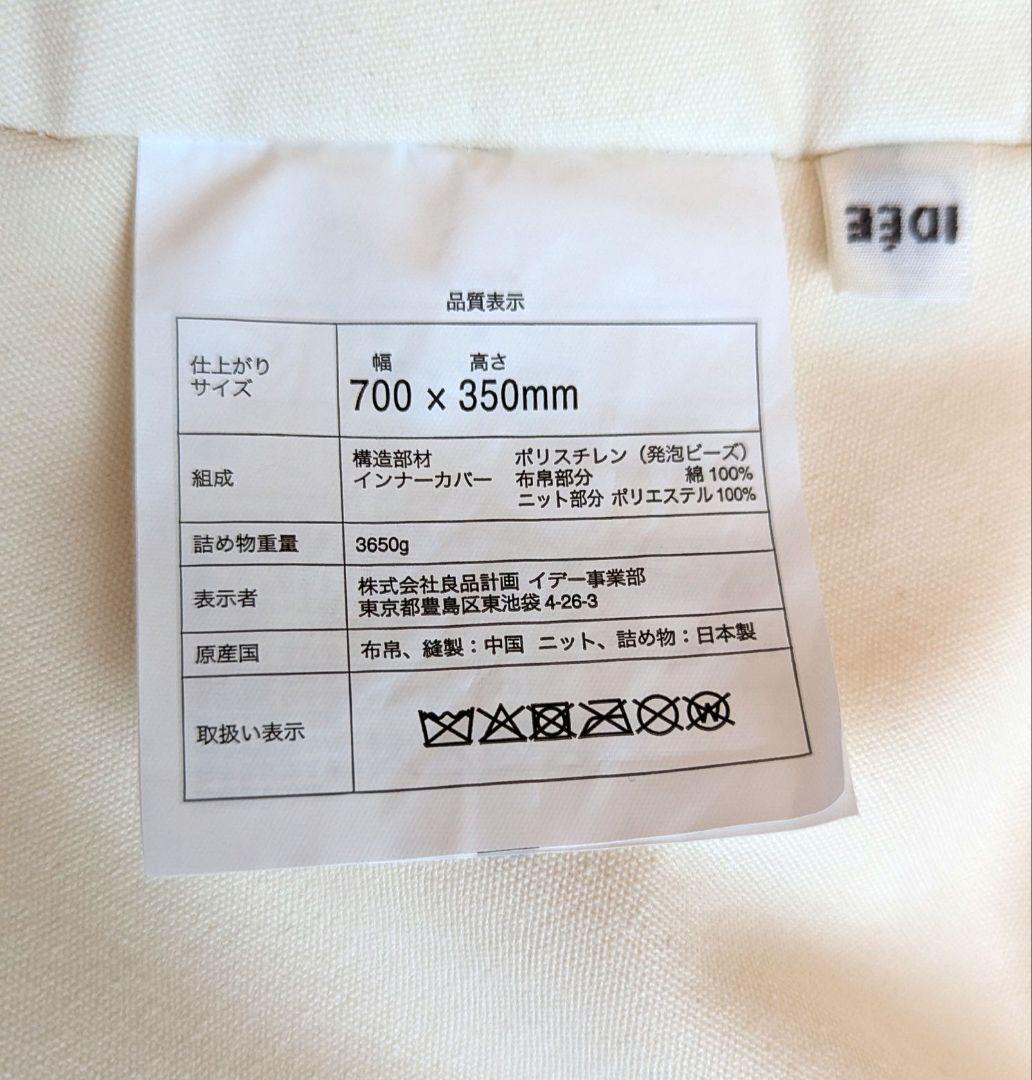 IDÉE
品質表示
仕上がり
サイズ
幅 高さ
700 × 350mm
組成
構造部材 ポリスチレン（発泡ビーズ）
インナーカバー 布帛部分 綿 100%
ニット部分 ポリエステル 100%
詰め物重量
3650g
表示者
株式会社良品計画 イデー事業部
東京都豊島区東池袋 4-26-3
原産国
布帛、縫製：中国 ニット、詰め物：日本製
取扱い表示
W